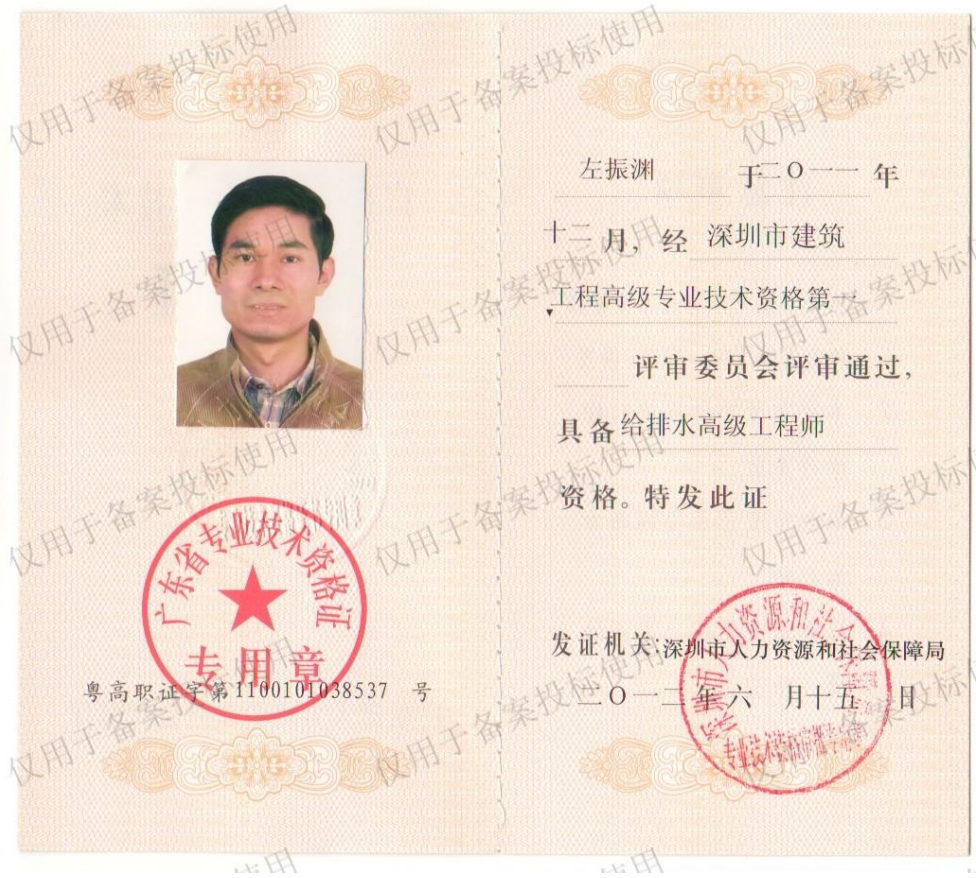 仅用于备案投标使用
广东省专业技术资格证
专用章
粤高职证字第1100101038537 号
左振渊 于二O一一年
十二月，经 深圳市建筑
工程高级专业技术资格第一
评审委员会评审通过，
具备 给排水高级工程师
资格。特发此证
发证机关：深圳市人力资源和社会保障局
二O一二年六 月十五 日